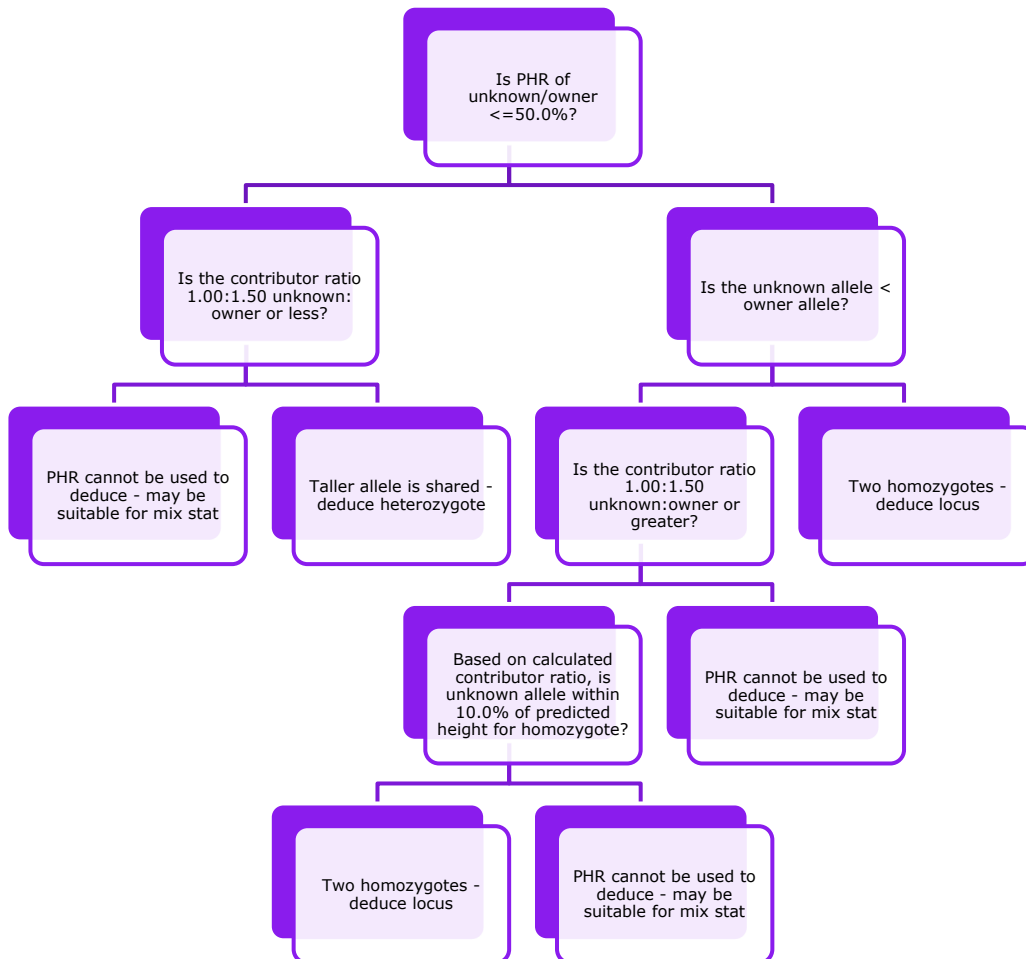 Is PHR of
unknown/owner
<=50.0%?
Is the contributor ratio
1.00:1.50 unknown:
owner or less?
Is the unknown allele <
owner allele?
PHR cannot be used to
deduce - may be
suitable for mix stat
Taller allele is shared -
deduce heterozygote
Is the contributor ratio
1.00:1.50
unknown:owner or
greater?
Two homozygotes -
deduce locus
Based on calculated
contributor ratio, is
unknown allele within
10.0% of predicted
height for homozygote?
PHR cannot be used to
deduce - may be
suitable for mix stat
Two homozygotes -
deduce locus
PHR cannot be used to
deduce - may be
suitable for mix stat